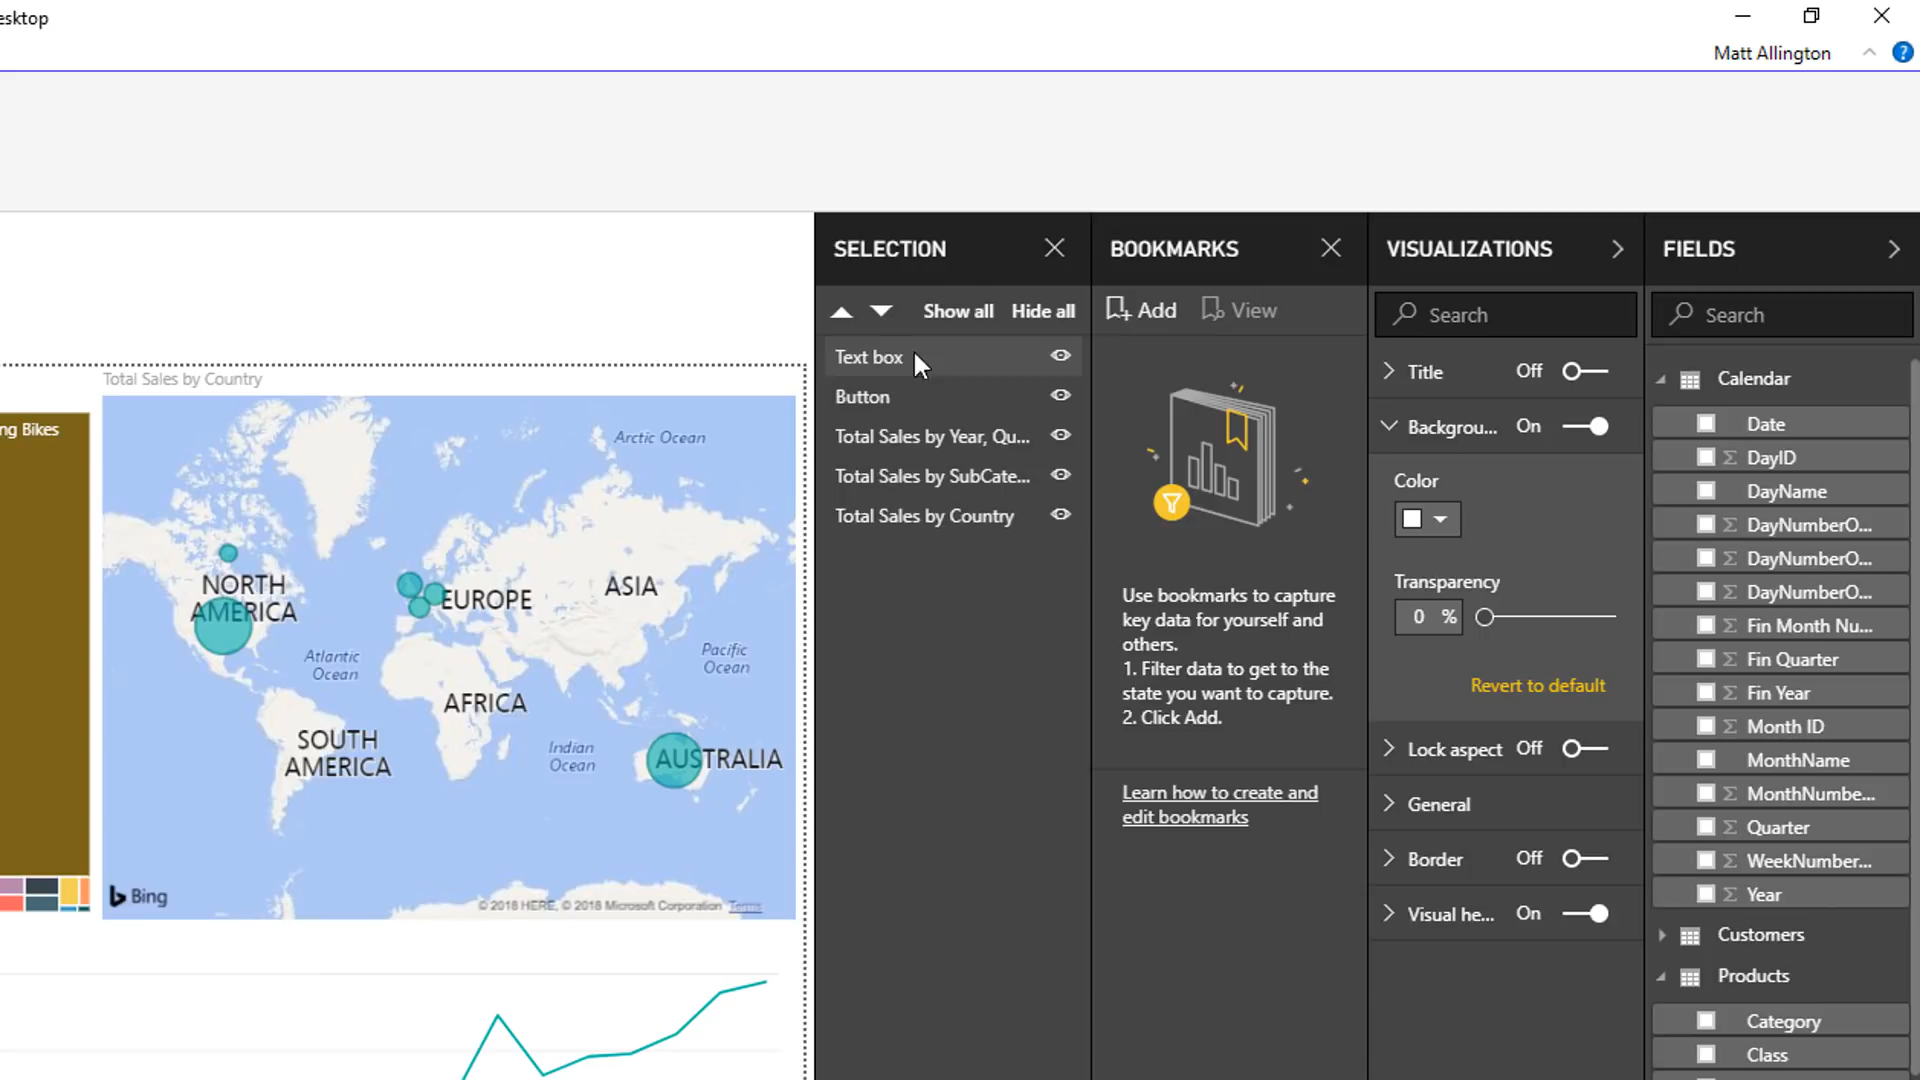 esktop
Matt Allington
?
SELECTION
Show all Hide all
Text box
Button
Total Sales by Year, Qu...
Total Sales by SubCate...
Total Sales by Country
BOOKMARKS
Add View
Use bookmarks to capture
key data for yourself and
others.
1. Filter data to get to the
state you want to capture.
2. Click Add.
Learn how to create and
edit bookmarks
VISUALIZATIONS
Search
Title Off
Backgrou... On
Color
Transparency
0 %
Revert to default
Lock aspect Off
General
Border Off
Visual he... On
FIELDS
Search
Calendar
Date
Σ DayID
DayName
Σ DayNumberO...
Σ DayNumberO...
Σ DayNumberO...
Σ Fin Month Nu...
Σ Fin Quarter
Σ Fin Year
Σ Month ID
MonthName
Σ MonthNumbe...
Σ Quarter
Σ WeekNumber...
Σ Year
Customers
Products
Category
Class
ng Bikes
Total Sales by Country
Arctic Ocean
NORTH
AMERICA
EUROPE
ASIA
Atlantic
Ocean
Pacific
Ocean
AFRICA
SOUTH
AMERICA
Indian
Ocean
AUSTRALIA
Bing
© 2018 HERE, © 2018 Microsoft Corporation Terms